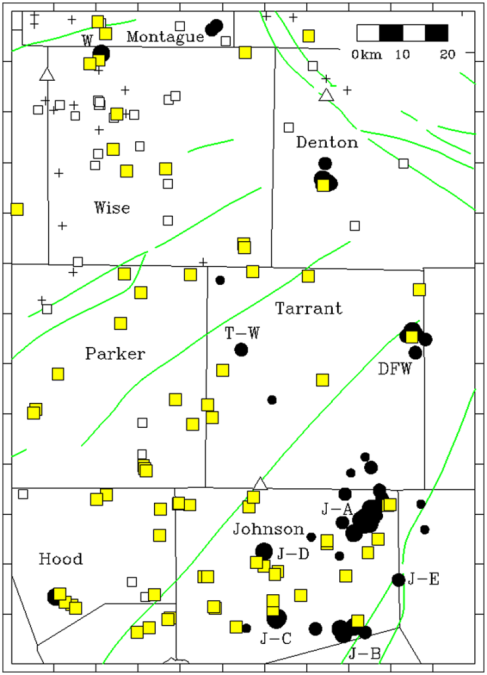 Montague
W
0km 10 20
Denton
Wise
Tarrant
T-W
Parker
DFW
J-A
Johnson
J-D
Hood
J-E
J-C
J-B